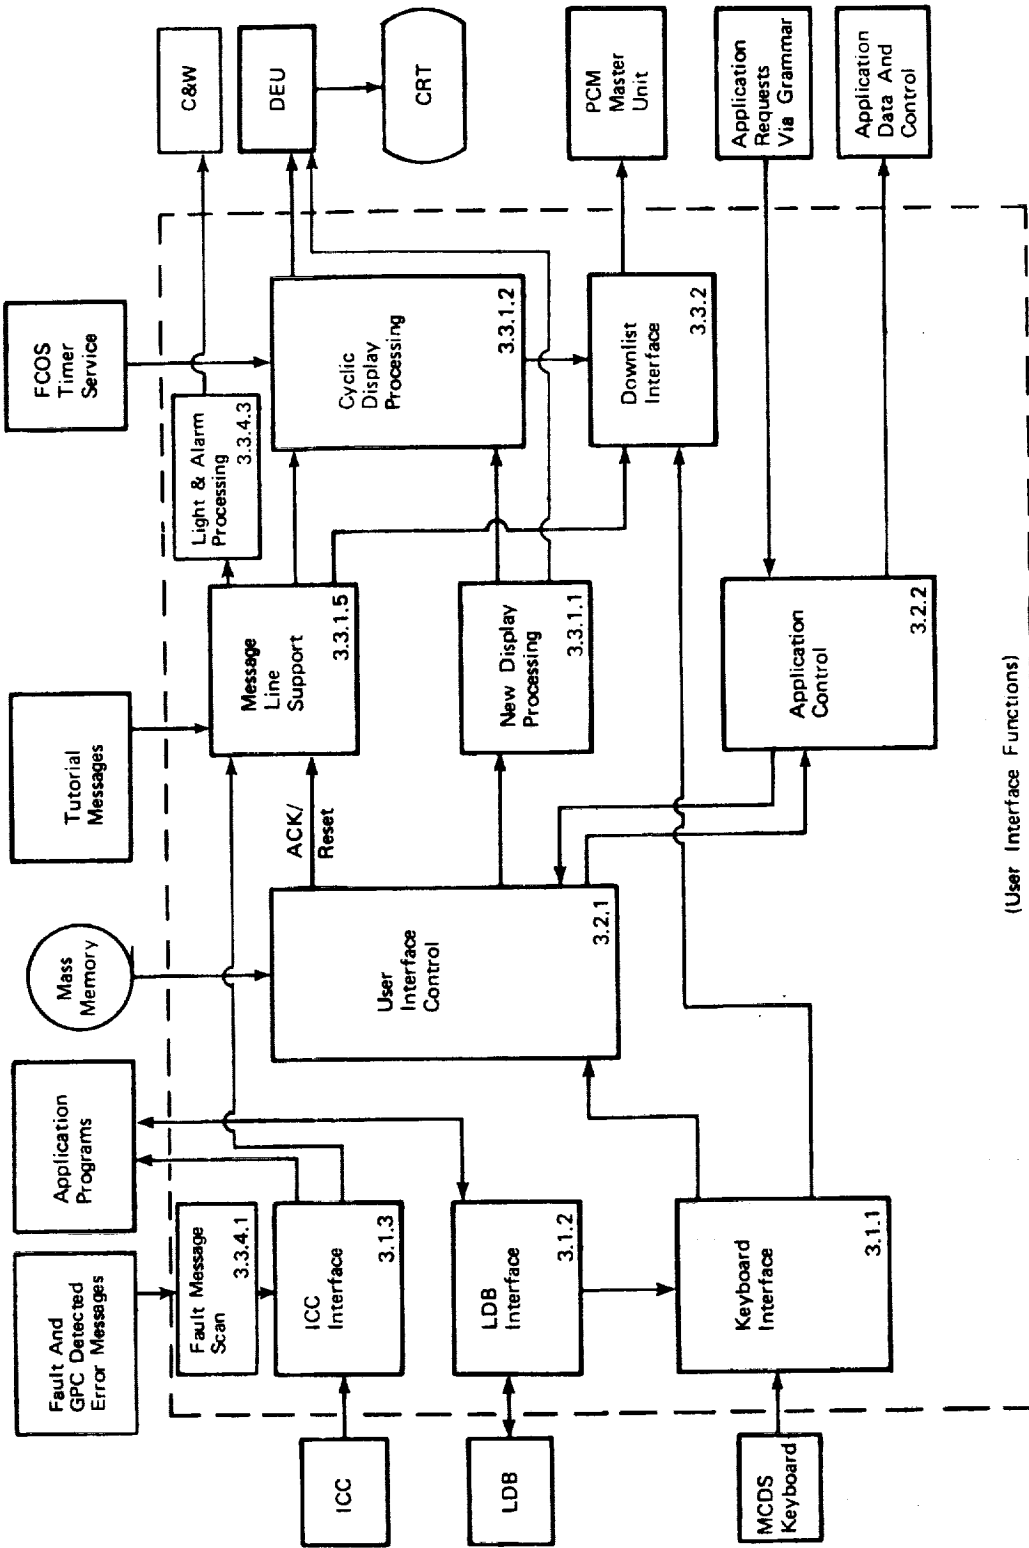 Fault And
GPC Detected
Error Messages
Application
Programs
Mass
Memory
Tutorial
Messages
FCOS
Timer
Service
ICC
Fault Message
Scan
3.3.4.1
ICC
Interface
3.1.3
LDB
LDB
Interface
3.1.2
MCDS
Keyboard
Keyboard
Interface
3.1.1
User
Interface
Control
3.2.1
ACK/
Reset
Message
Line
Support
3.3.1.5
New Display
Processing
3.3.1.1
Application
Control
3.2.2
Light & Alarm
Processing
3.3.4.3
Cyclic
Display
Processing
3.3.1.2
Downlist
Interface
3.3.2
C&W
DEU
CRT
PCM
Master
Unit
Application
Requests
Via Grammar
Application
Data And
Control
(User Interface Functions)